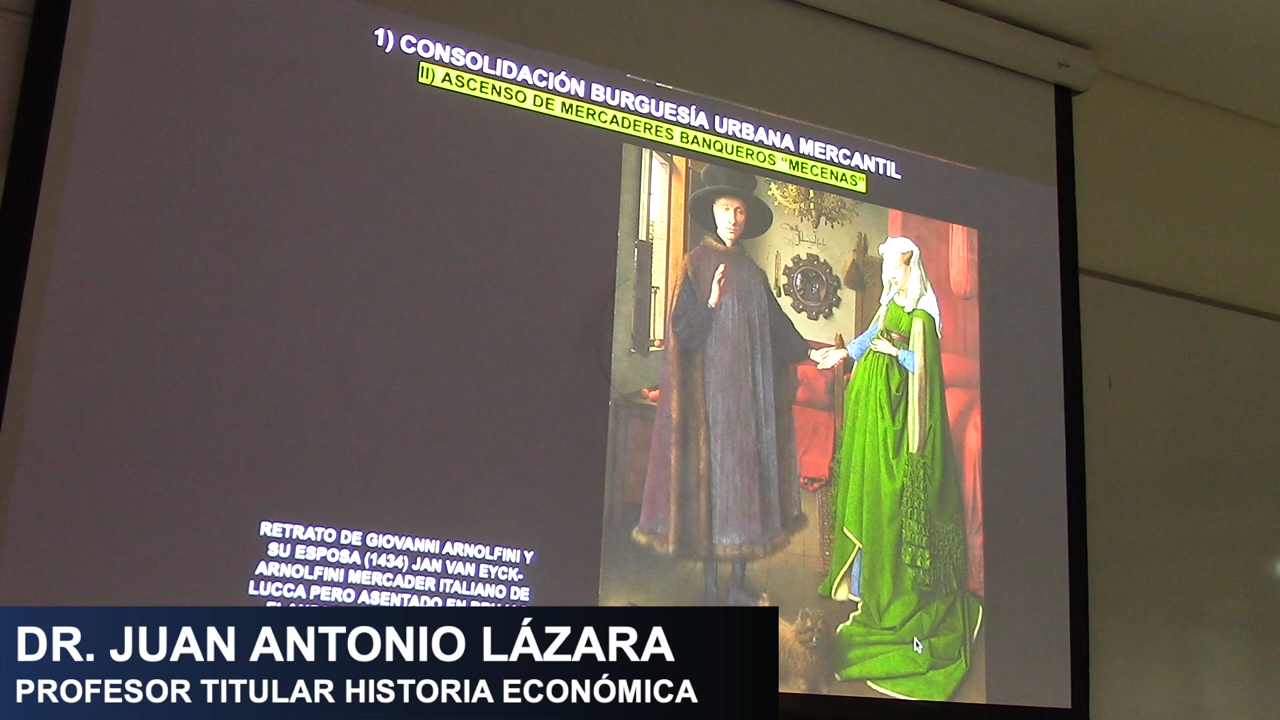 1) CONSOLIDACIÓN BURGUESÍA URBANA MERCANTIL
II) ASCENSO DE MERCADERES BANQUEROS "MECENAS"
RETRATO DE GIOVANNI ARNOLFINI Y
SU ESPOSA (1434) JAN VAN EYCK-
ARNOLFINI MERCADER ITALIANO DE
LUCCA PERO ASENTADO EN
DR. JUAN ANTONIO LÁZARA
PROFESOR TITULAR HISTORIA ECONÓMICA